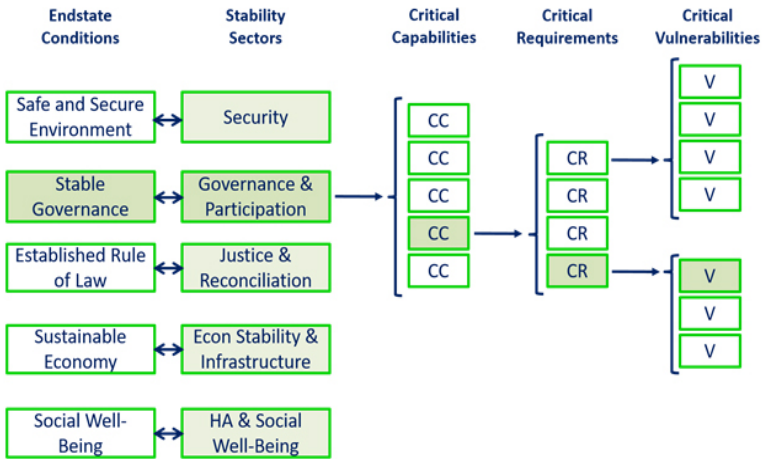 Endstate
Conditions
Stability
Sectors
Critical
Capabilities
Critical
Requirements
Critical
Vulnerabilities
Safe and Secure
Environment
Security
Stable
Governance
Governance &
Participation
Established Rule
of Law
Justice &
Reconciliation
Sustainable
Economy
Econ Stability &
Infrastructure
Social Well-
Being
HA & Social
Well-Being
CC
CC
CC
CC
CC
CR
CR
CR
CR
V
V
V
V
V
V
V